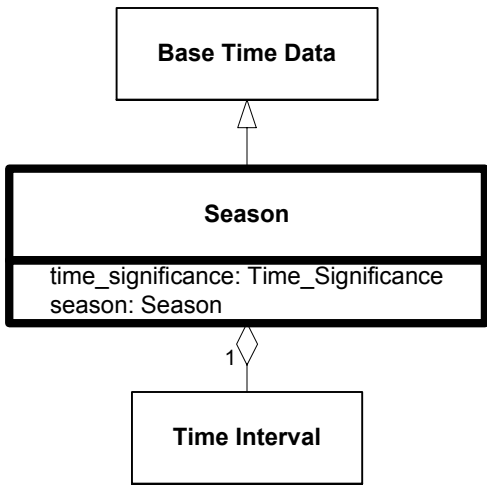 Base Time Data
Season
time_significance: Time_Significance
season: Season
1
Time Interval